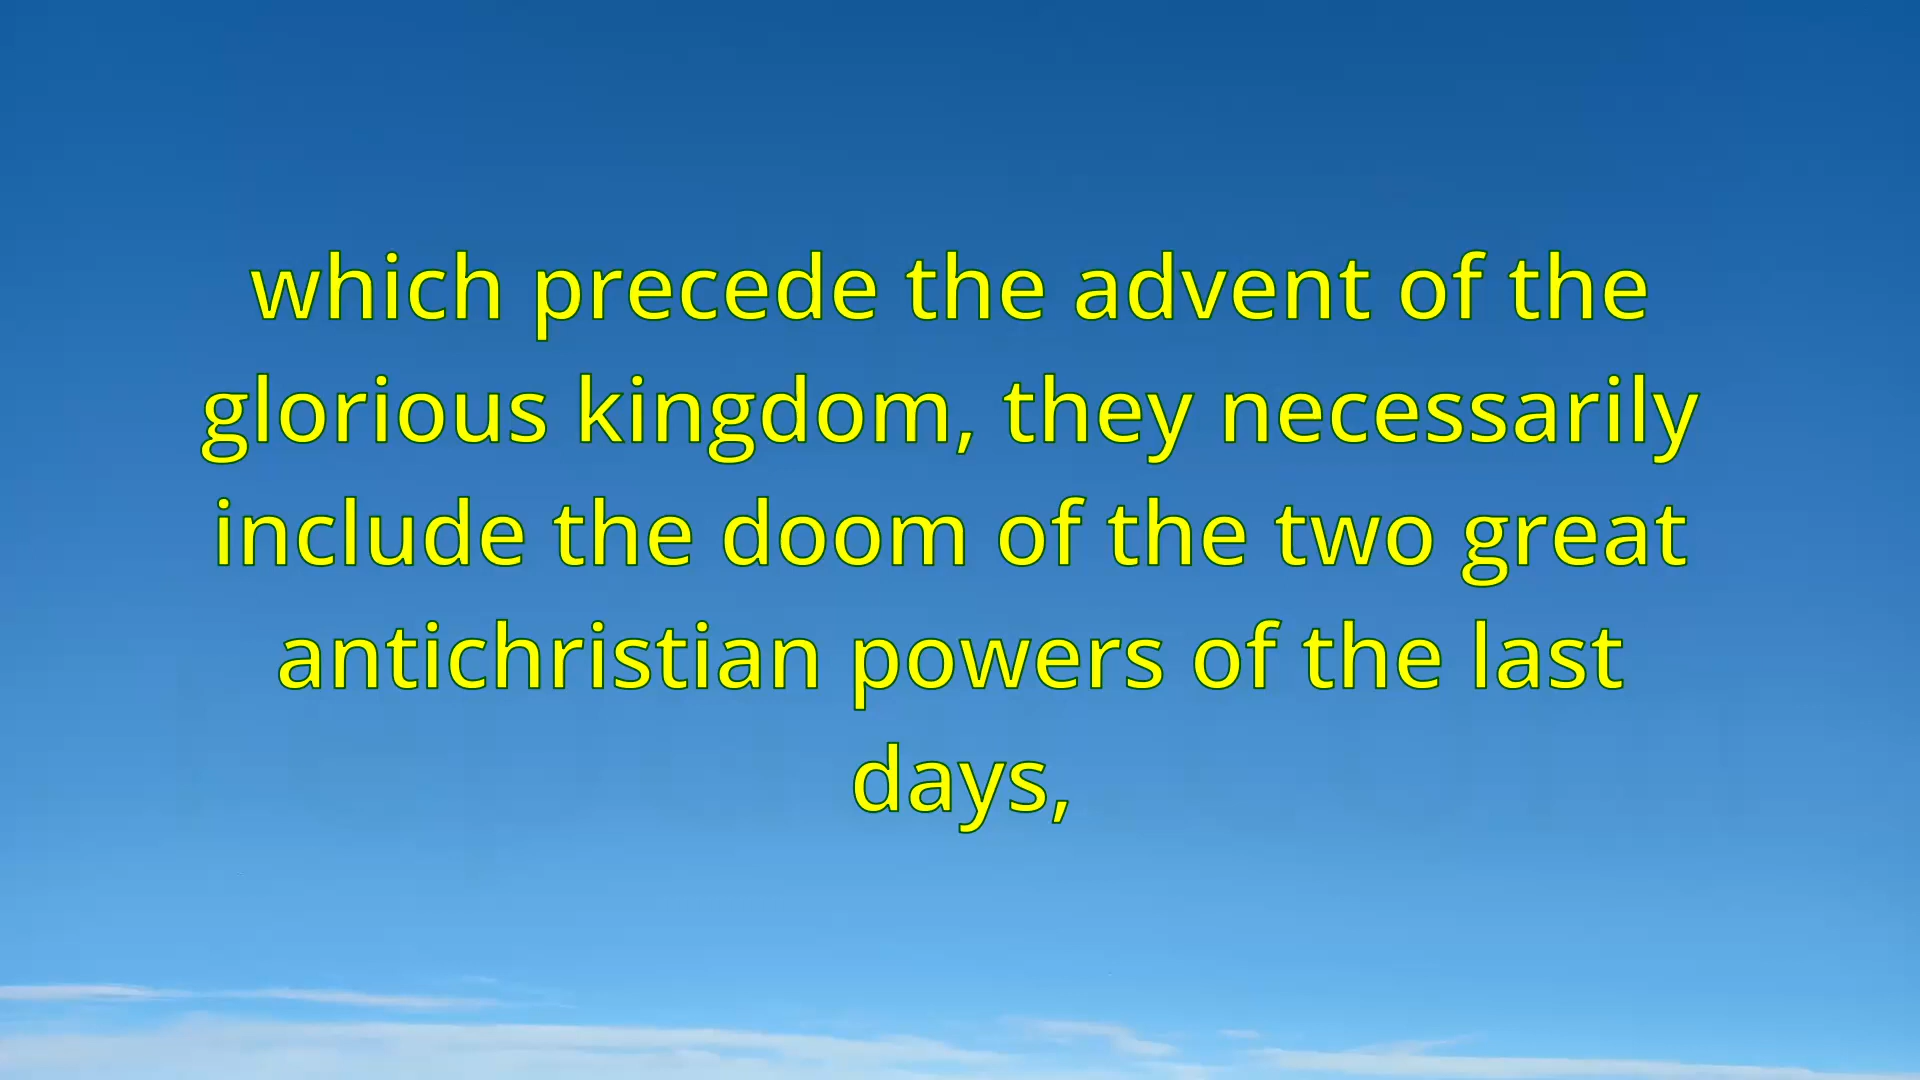 which precede the advent of the
glorious kingdom, they necessarily
include the doom of the two great
antichristian powers of the last
days,